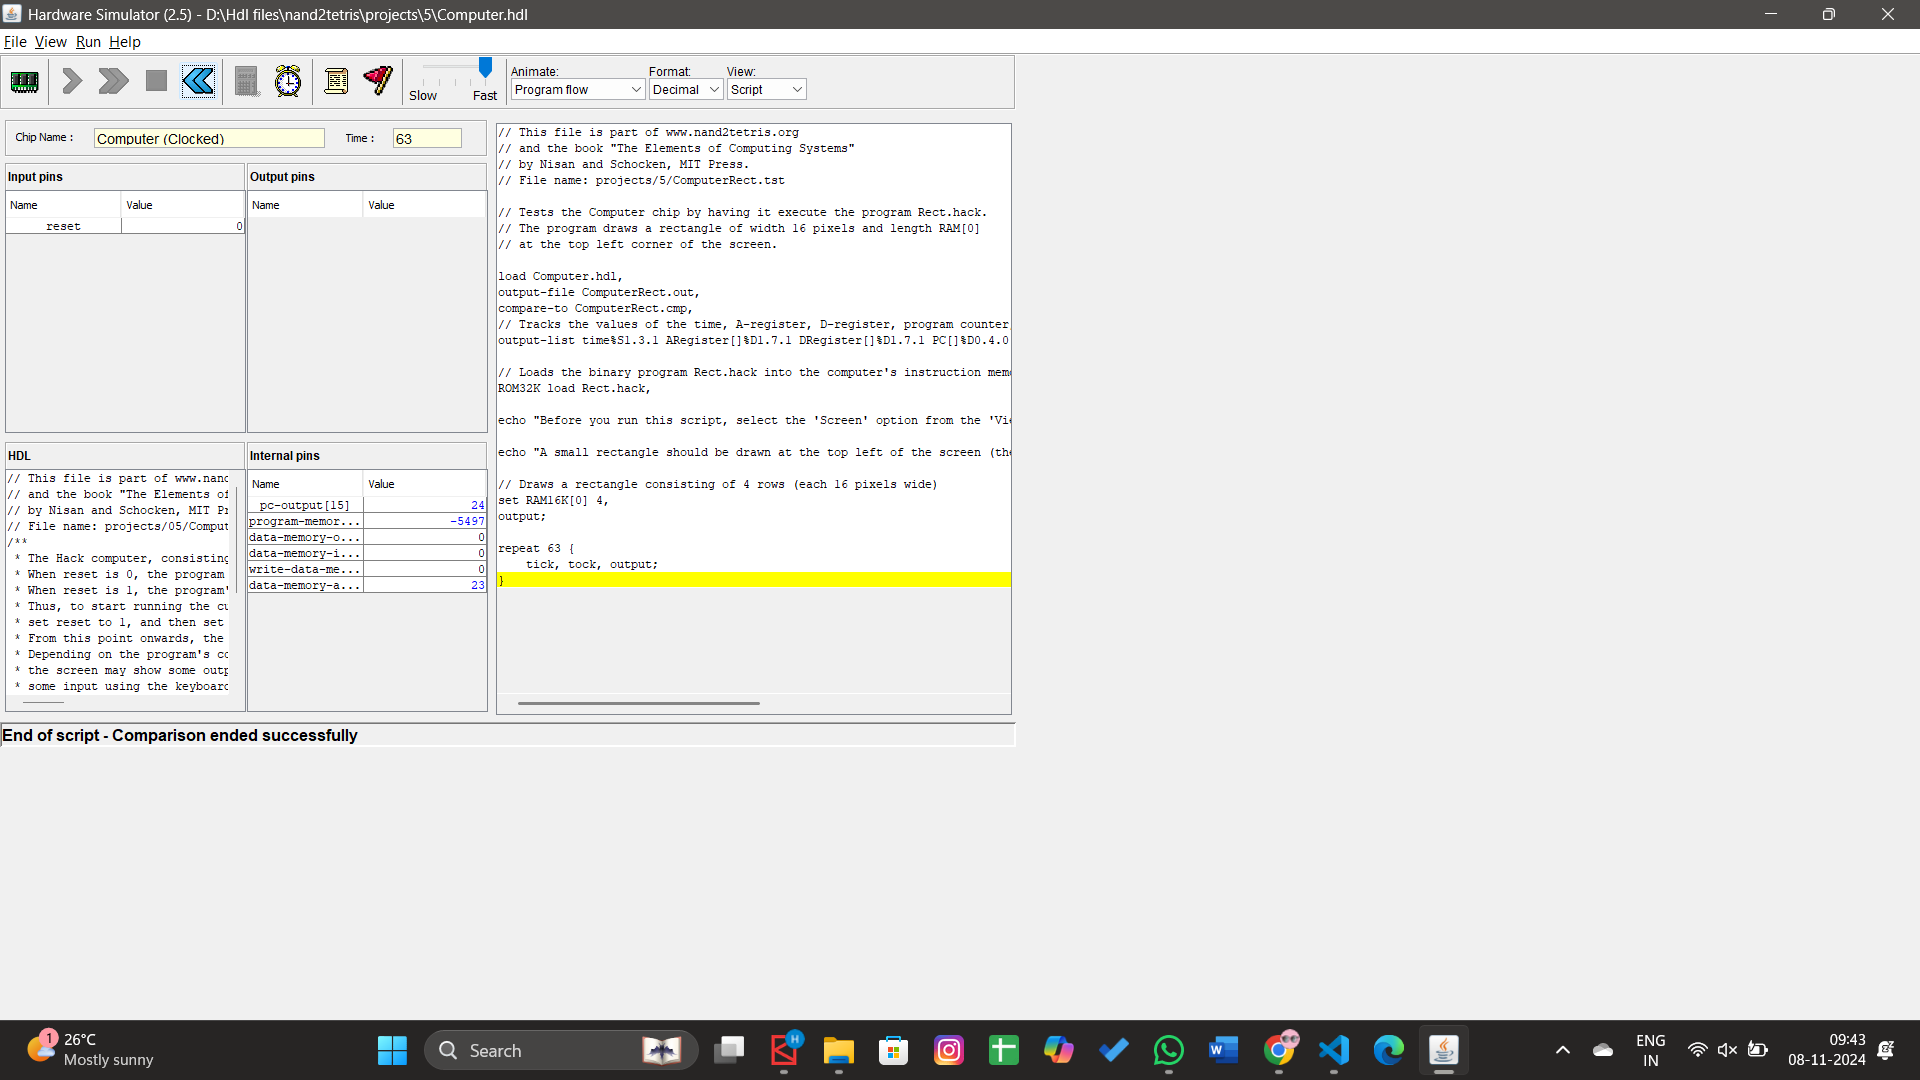 Hardware Simulator (2.5) - D:\Hdl files\nand2tetris\projects\5\Computer.hdl
File View Run Help
Slow Fast
Animate: Format: View:
Program flow Decimal Script
Chip Name : Computer (Clocked) Time : 63
Input pins
Name Value
reset 0
Output pins
Name Value
HDL
// This file is part of www.nand
// and the book "The Elements of
// by Nisan and Schocken, MIT Pr
// File name: projects/05/Comput
/**
* The Hack computer, consisting
* When reset is 0, the program
* When reset is 1, the program'
* Thus, to start running the cu
* set reset to 1, and then set
* From this point onwards, the
* Depending on the program's co
* the screen may show some outp
* some input using the keyboard
Internal pins
Name Value
pc-output[15] 24
program-memor... -5497
data-memory-o... 0
data-memory-i... 0
write-data-me... 0
data-memory-a... 23
// This file is part of www.nand2tetris.org
// and the book "The Elements of Computing Systems"
// by Nisan and Schocken, MIT Press.
// File name: projects/5/ComputerRect.tst
// Tests the Computer chip by having it execute the program Rect.hack.
// The program draws a rectangle of width 16 pixels and length RAM[0]
// at the top left corner of the screen.
load Computer.hdl,
output-file ComputerRect.out,
compare-to ComputerRect.cmp,
// Tracks the values of the time, A-register, D-register, program counter,
output-list time%S1.3.1 ARegister[]%D1.7.1 DRegister[]%D1.7.1 PC[]%D0.4.0
// Loads the binary program Rect.hack into the computer's instruction mem
ROM32K load Rect.hack,
echo "Before you run this script, select the 'Screen' option from the 'Vie
echo "A small rectangle should be drawn at the top left of the screen (the
// Draws a rectangle consisting of 4 rows (each 16 pixels wide)
set RAM16K[0] 4,
output;
repeat 63 {
tick, tock, output;
}
End of script - Comparison ended successfully
1
26°C
Mostly sunny
Search
H
ENG
IN
09:43
08-11-2024